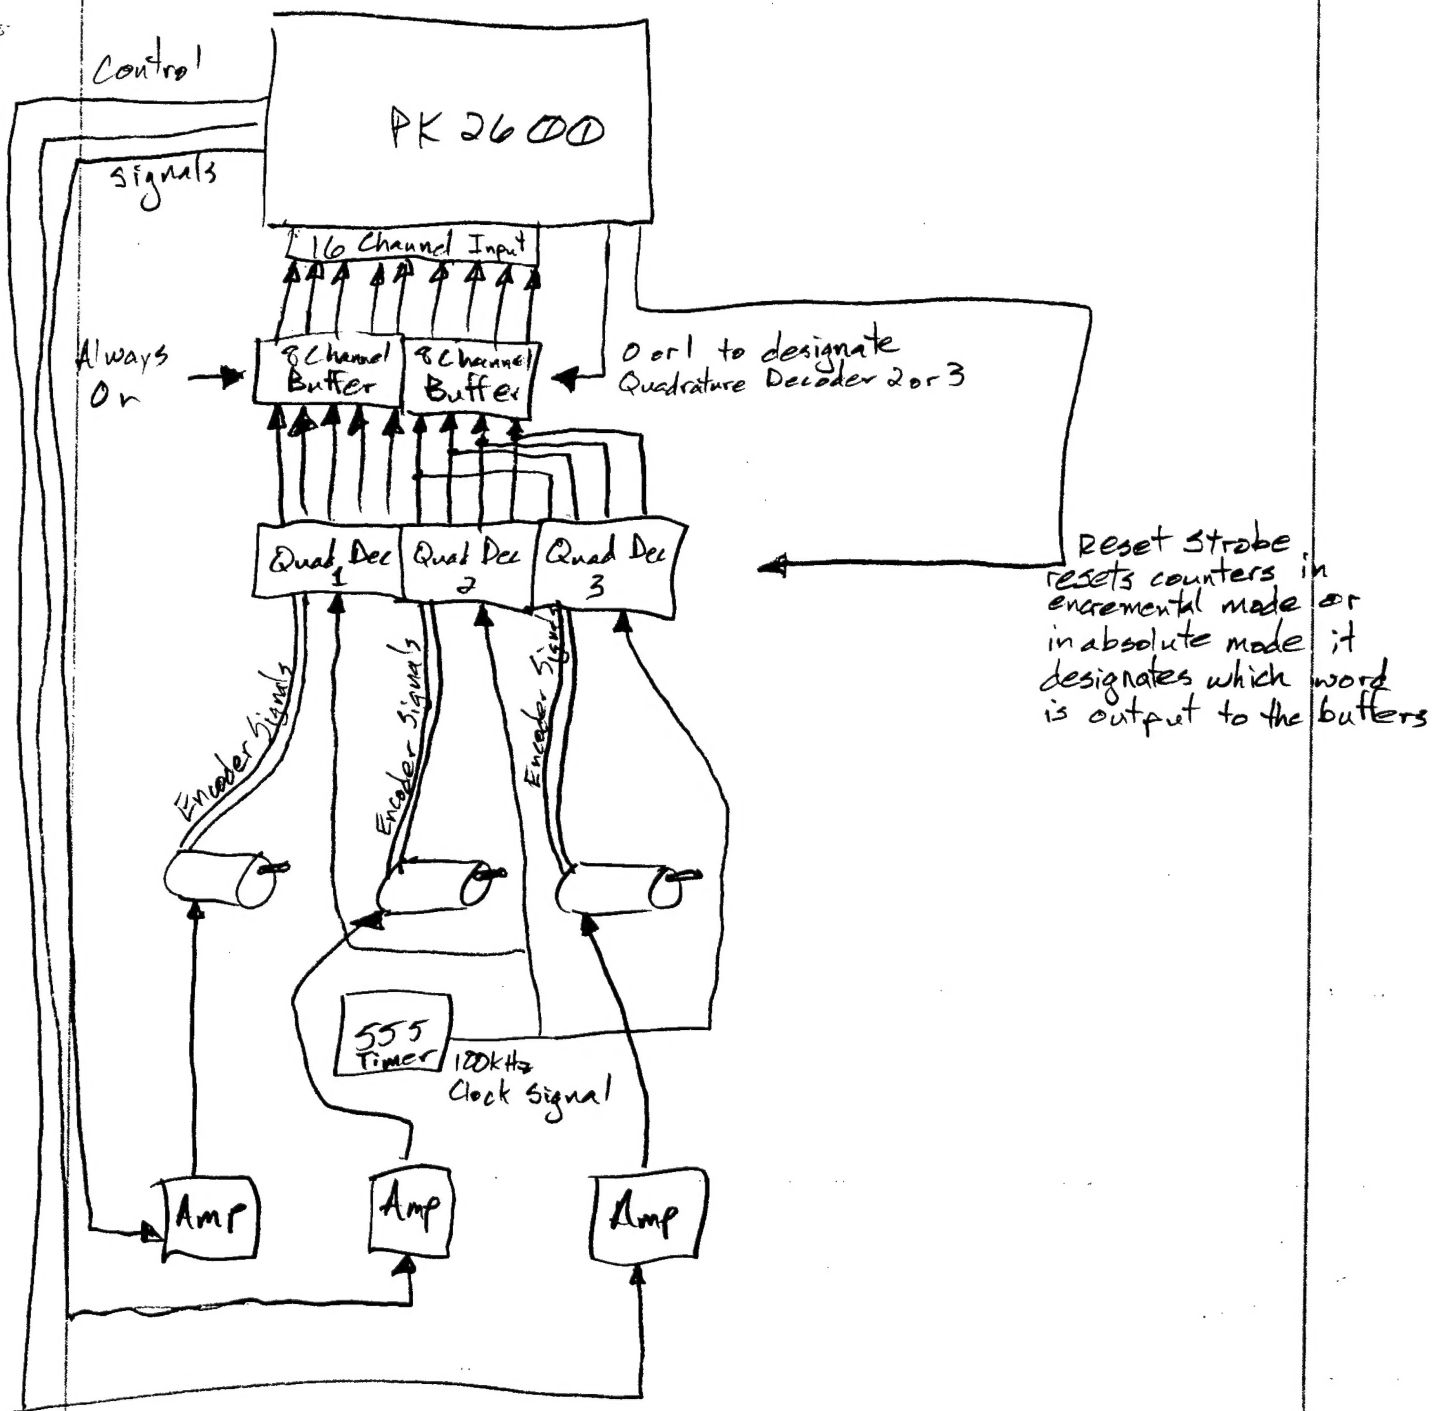 Control
PK2600
signals
16 Channel Input
Always
On
8 Channel
Buffer
8 Channel
Buffer
0 or 1 to designate
Quadrature Decoder 2 or 3
Quad Dec
1
Quad Dec
2
Quad Dec
3
Reset Strobe
resets counters in
encremental mode or
in absolute mode it
designates which word
is output to the buffers
Encoder Signals
Encoder Signals
Encoder Signals
555
Timer
100kHz
Clock Signal
Amp
Amp
Amp